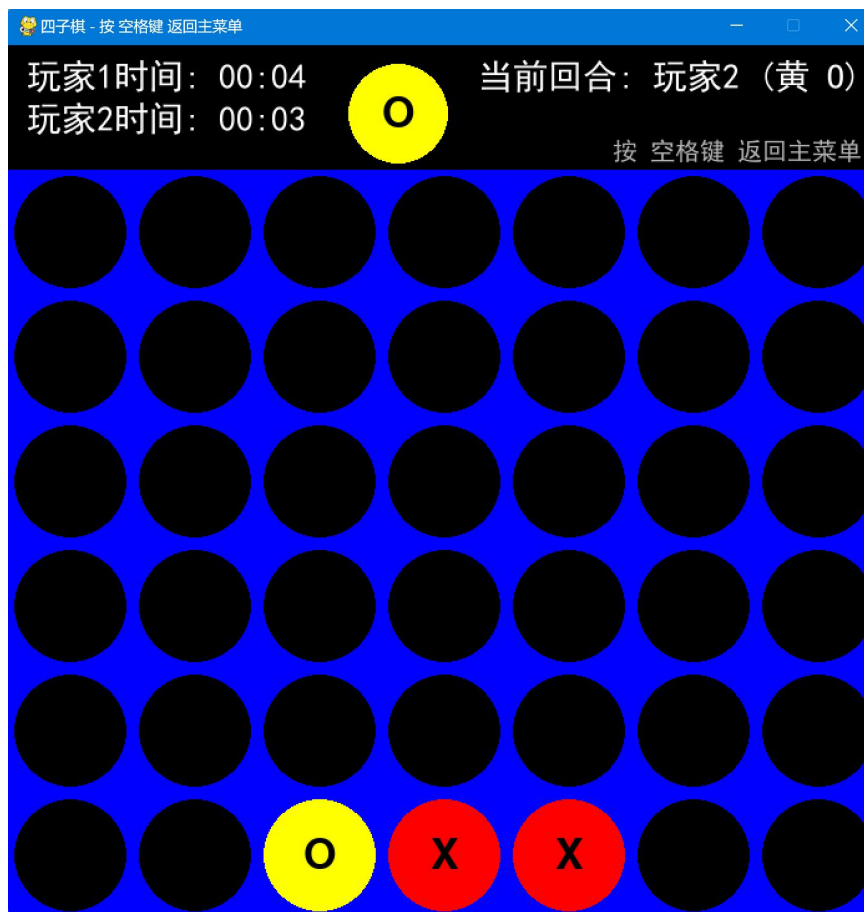 四子棋 - 按 空格键 返回主菜单
玩家1时间: 00:04
玩家2时间: 00:03
O
当前回合: 玩家2 (黄 O)
按 空格键 返回主菜单
O X X